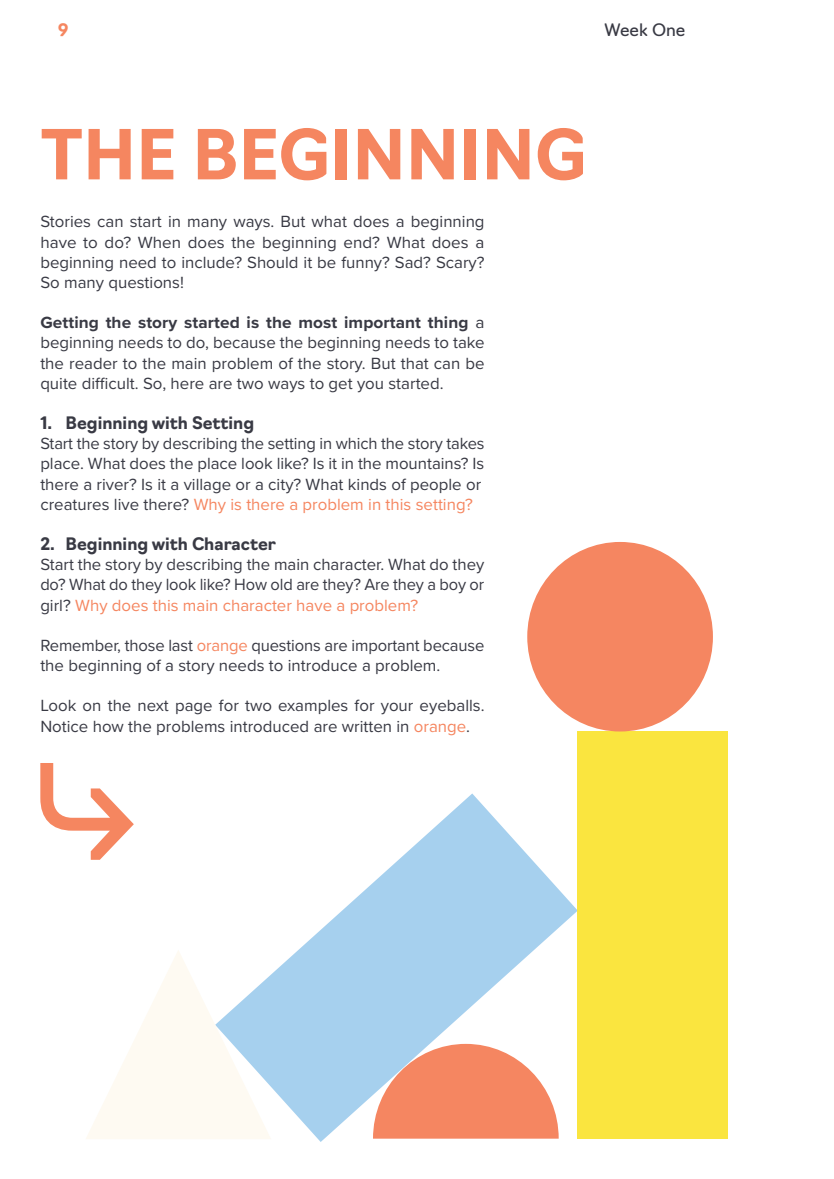 9
Week One
THE BEGINNING
Stories can start in many ways. But what does a beginning
have to do? When does the beginning end? What does a
beginning need to include? Should it be funny? Sad? Scary?
So many questions!
Getting the story started is the most important thing a
beginning needs to do, because the beginning needs to take
the reader to the main problem of the story. But that can be
quite difficult. So, here are two ways to get you started.
1. Beginning with Setting
Start the story by describing the setting in which the story takes
place. What does the place look like? Is it in the mountains? Is
there a river? Is it a village or a city? What kinds of people or
creatures live there? Why is there a problem in this setting?
2. Beginning with Character
Start the story by describing the main character. What do they
do? What do they look like? How old are they? Are they a boy or
girl? Why does this main character have a problem?
Remember, those last orange questions are important because
the beginning of a story needs to introduce a problem.
Look on the next page for two examples for your eyeballs.
Notice how the problems introduced are written in orange.